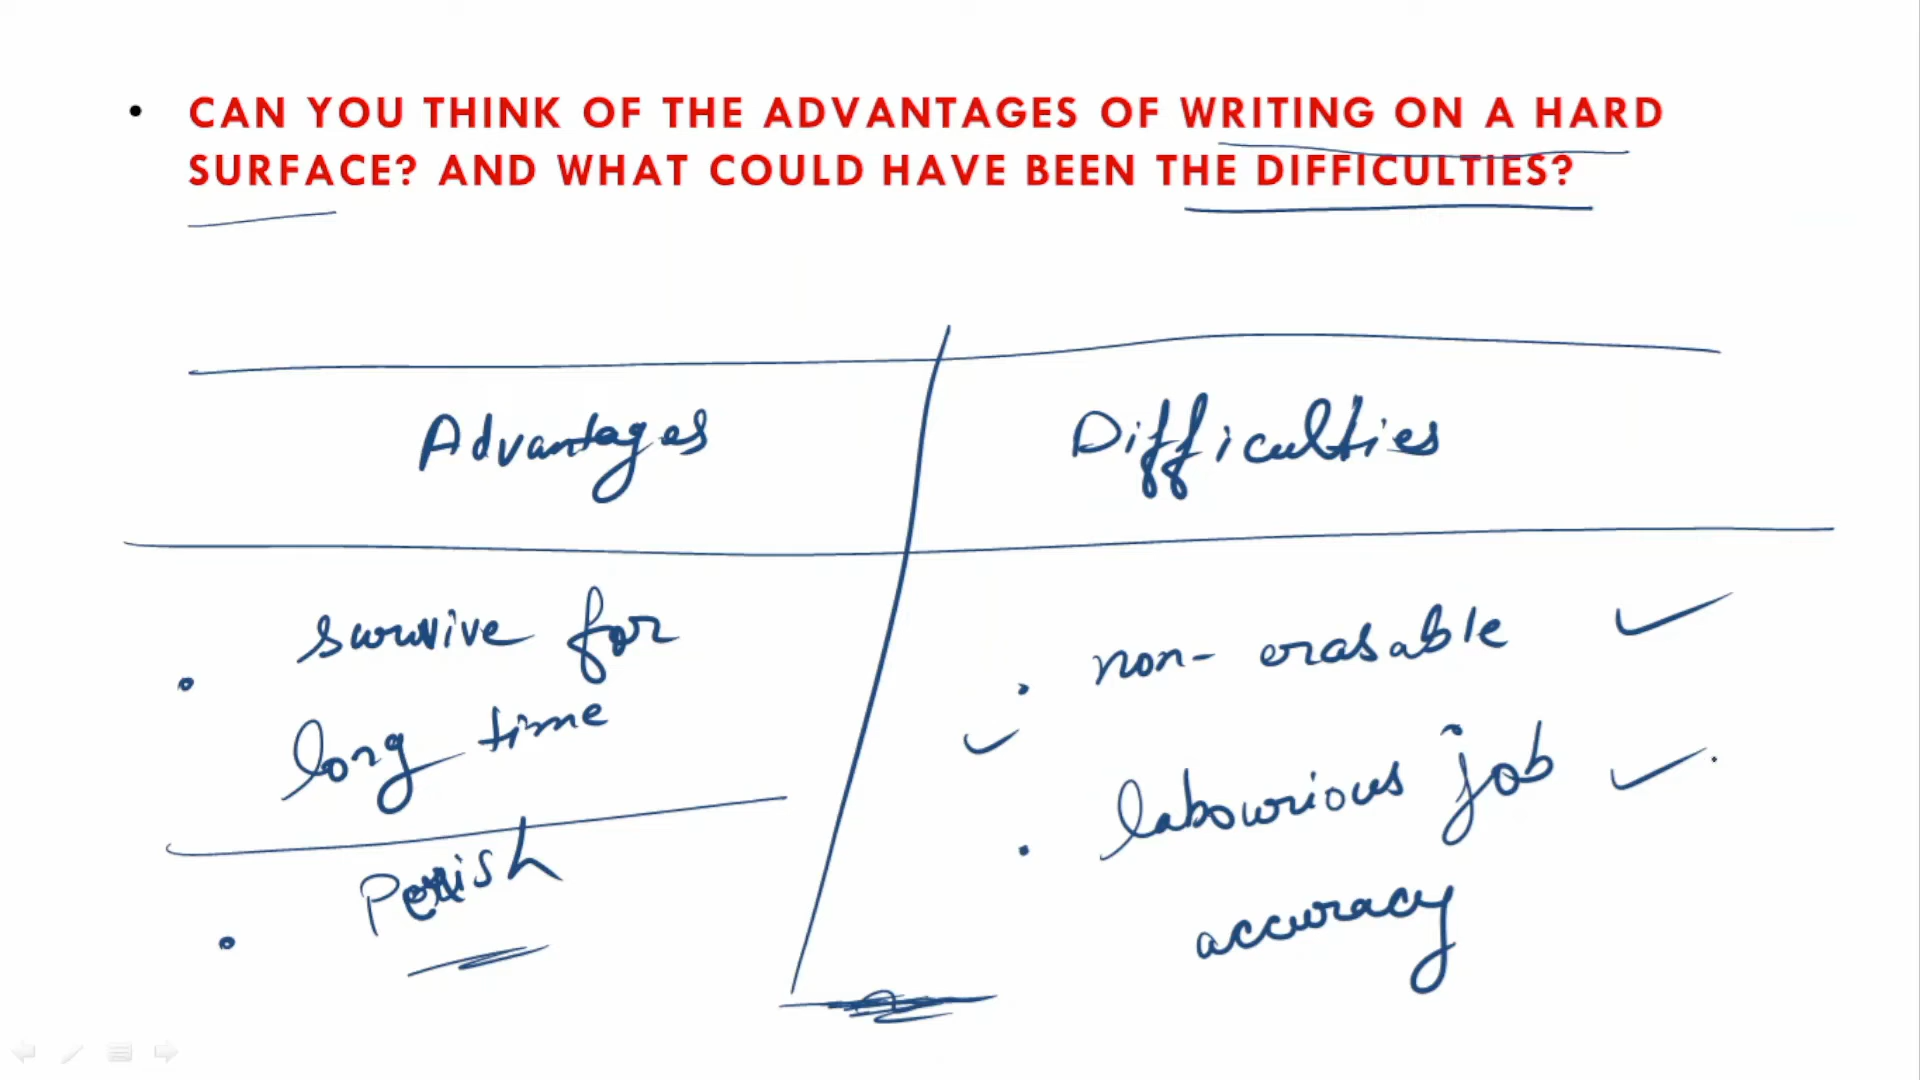 • CAN YOU THINK OF THE ADVANTAGES OF WRITING ON A HARD
SURFACE? AND WHAT COULD HAVE BEEN THE DIFFICULTIES?
Advantages
Difficulties
• survive for
long time
• Perish
• non-erasable
• labourious job
accuracy